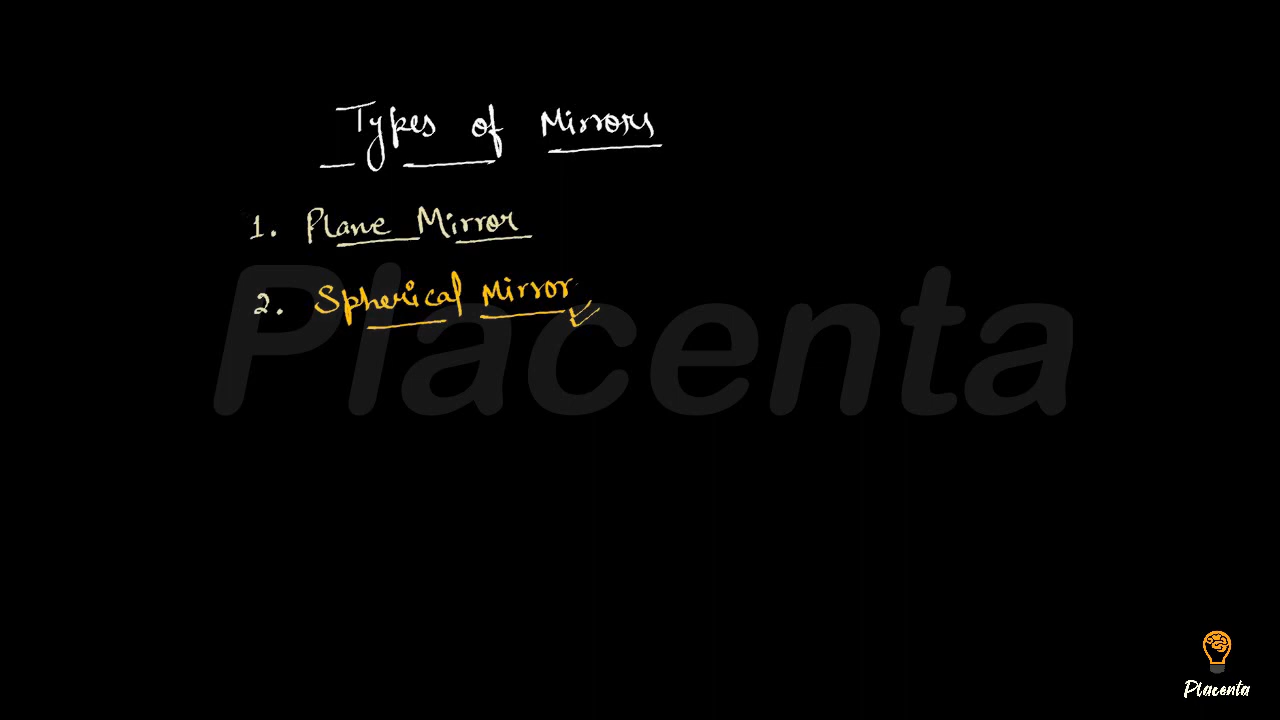 Types of Mirrors
1. Plane Mirror
2. Spherical Mirror
Placenta
Placenta